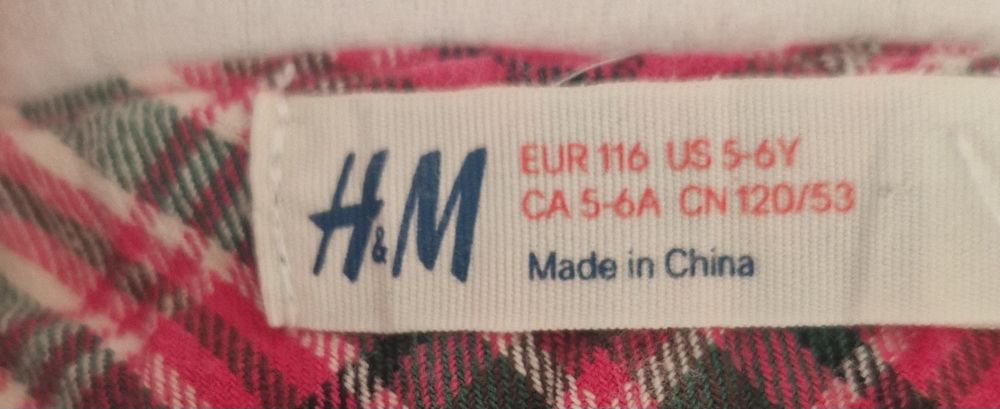 H&M
EUR 116 US 5-6Y
CA 5-6A CN 120/53
Made in China